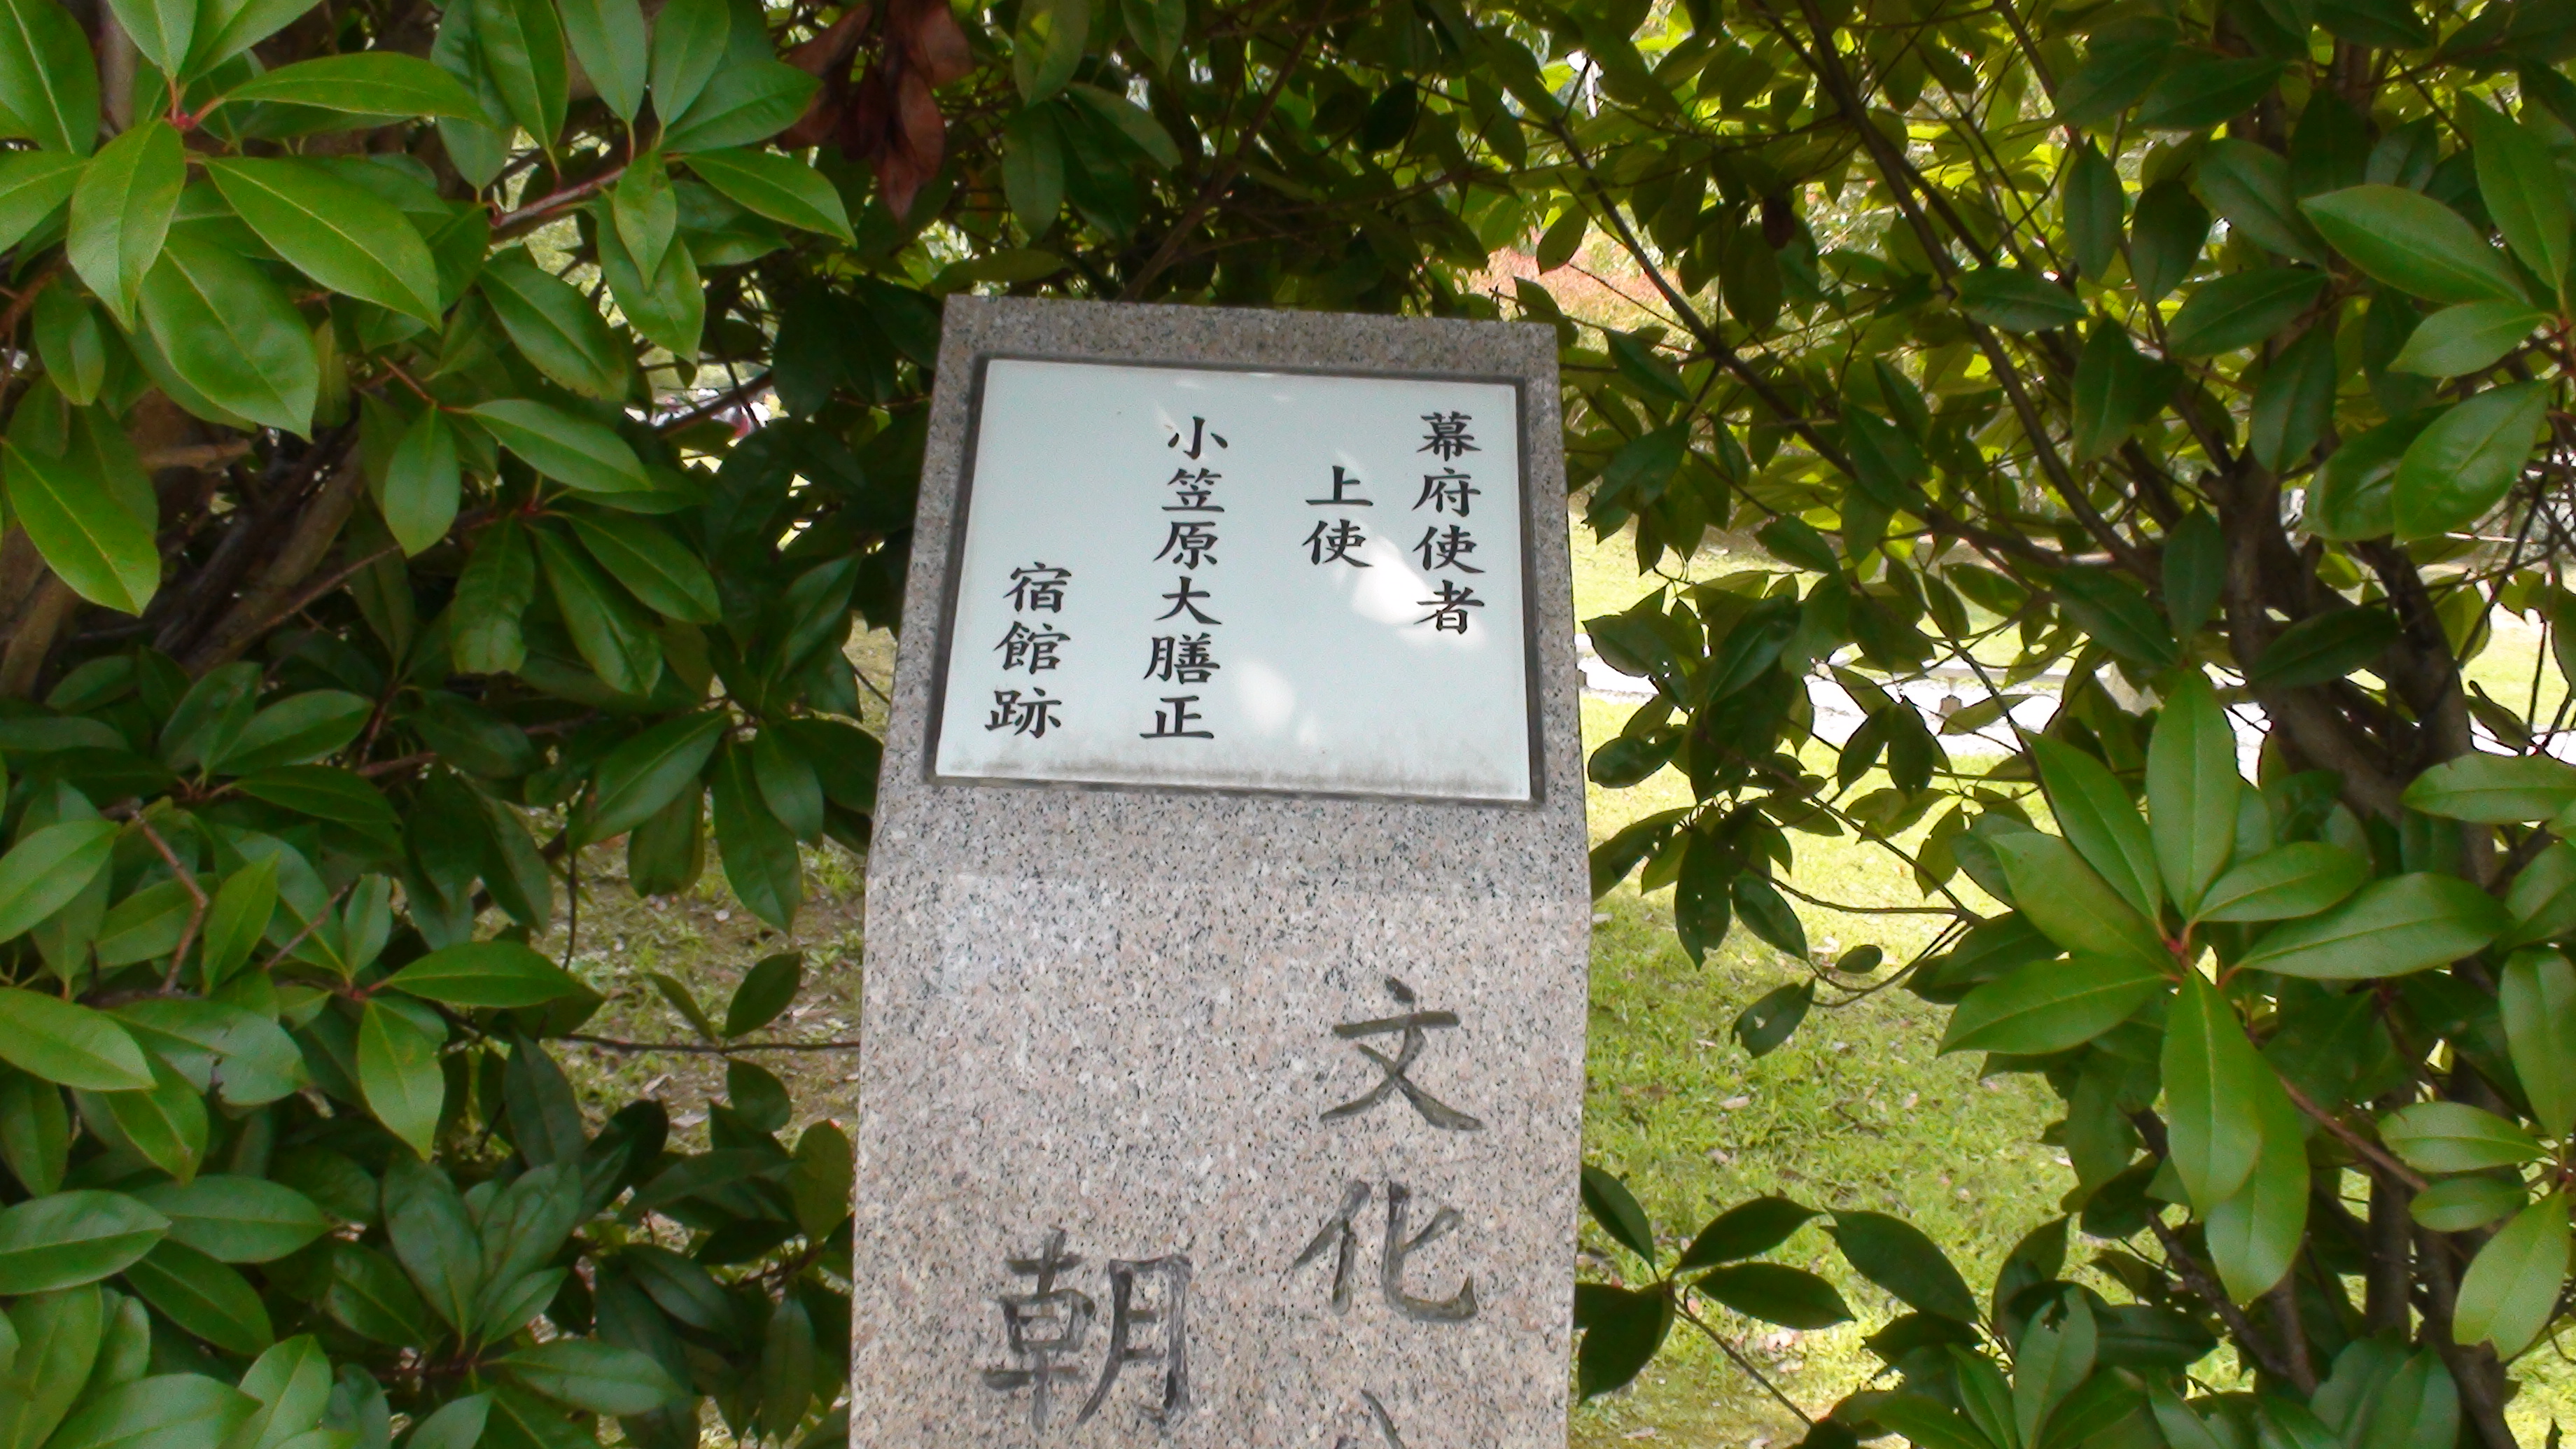 幕府使者
上使
小笠原大膳正
宿館跡
文化
朝